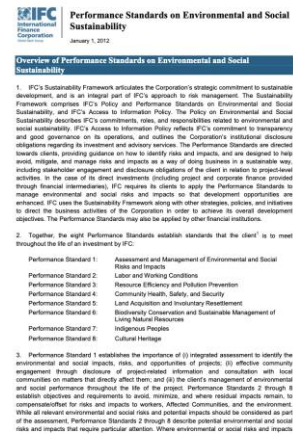 IFC
International
Finance
Corporation
Performance Standards on Environmental and Social
Sustainability
January 1, 2012
Overview of Performance Standards on Environmental and Social
Sustainability
1. IFC's Sustainability Framework articulates the Corporation's strategic commitment to sustainable
development, and is an integral part of IFC's approach to risk management. The Sustainability
Framework comprises IFC's Policy and Performance Standards on Environmental and Social
Sustainability, and IFC's Access to Information Policy. The Policy on Environmental and Social
Sustainability describes IFC's commitments, roles, and responsibilities related to environmental and
social sustainability. IFC's Access to Information Policy reflects IFC's commitment to transparency
and good governance on its operations, and outlines the Corporation's institutional disclosure
obligations regarding its investment and advisory services. The Performance Standards are directed
towards clients, providing guidance on how to identify risks and impacts, and are designed to help
avoid, mitigate, and manage risks and impacts as a way of doing business in a sustainable way,
including stakeholder engagement and disclosure obligations of the client in relation to project-level
activities. In the case of its direct investments (including project and corporate finance provided
through financial intermediaries), IFC requires its clients to apply the Performance Standards to
manage environmental and social risks and impacts so that development opportunities are
enhanced. IFC uses the Sustainability Framework along with other strategies, policies, and initiatives
to direct the business activities of the Corporation in order to achieve its overall development
objectives. The Performance Standards may also be applied by other financial institutions.
2. Together, the eight Performance Standards establish standards that the client¹ is to meet
throughout the life of an investment by IFC:
Performance Standard 1: Assessment and Management of Environmental and Social
Risks and Impacts
Performance Standard 2: Labor and Working Conditions
Performance Standard 3: Resource Efficiency and Pollution Prevention
Performance Standard 4: Community Health, Safety, and Security
Performance Standard 5: Land Acquisition and Involuntary Resettlement
Performance Standard 6: Biodiversity Conservation and Sustainable Management of
Living Natural Resources
Performance Standard 7: Indigenous Peoples
Performance Standard 8: Cultural Heritage
3. Performance Standard 1 establishes the importance of (i) integrated assessment to identify the
environmental and social impacts, risks, and opportunities of projects; (ii) effective community
engagement through disclosure of project-related information and consultation with local
communities on matters that directly affect them; and (iii) the client's management of environmental
and social performance throughout the life of the project. Performance Standards 2 through 8
establish objectives and requirements to avoid, minimize, and where residual impacts remain, to
compensate/offset for risks and impacts to workers, Affected Communities, and the environment.
While all relevant environmental and social risks and potential impacts should be considered as part
of the assessment, Performance Standards 2 through 8 describe potential environmental and social
risks and impacts that require particular attention. Where environmental or social risks and impacts